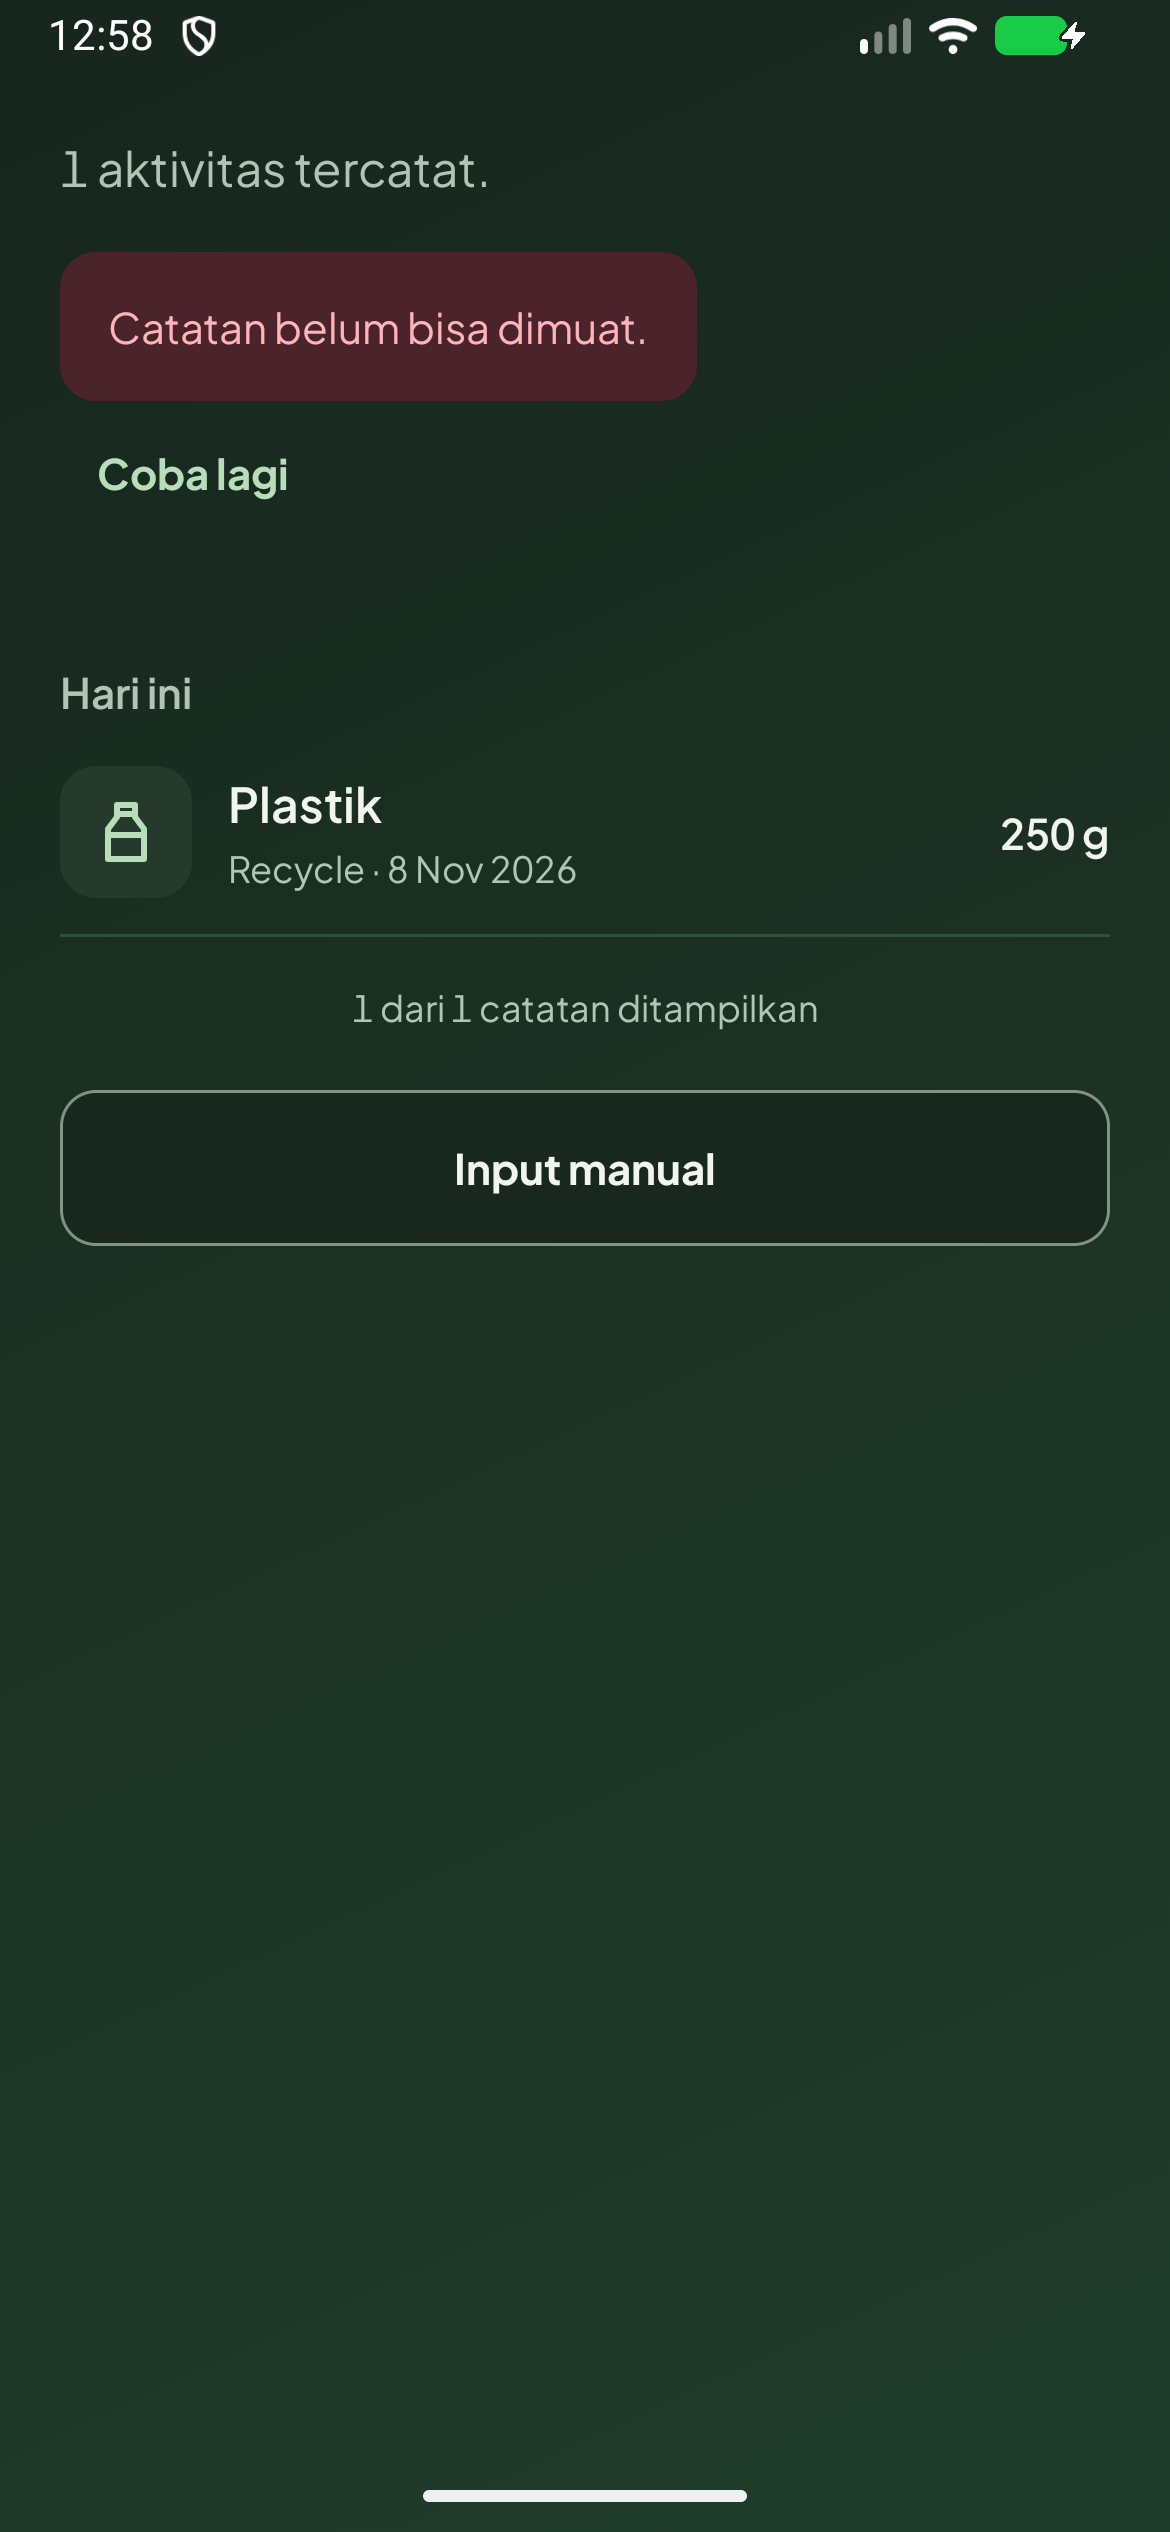 12:58
1 aktivitas tercatat.
Catatan belum bisa dimuat.
Coba lagi
Hari ini
Plastik
Recycle · 8 Nov 2026
250 g
1 dari 1 catatan ditampilkan
Input manual